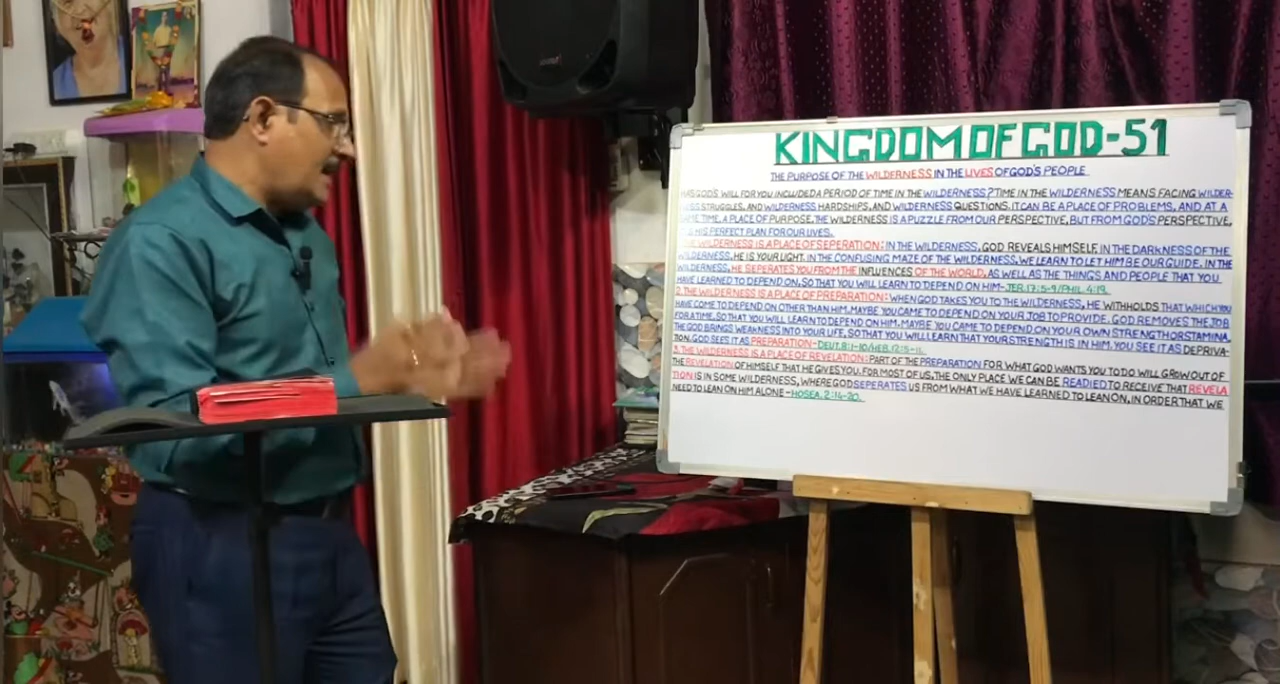 KINGDOM OF GOD-51
THE PURPOSE OF THE WILDERNESS IN THE LIVES OF GOD'S PEOPLE
HAS GOD'S WILL FOR YOU INCLUDED A PERIOD OF TIME IN THE WILDERNESS? TIME IN THE WILDERNESS MEANS FACING WILDER-
NESS STRUGGLES, AND WILDERNESS HARDSHIPS, AND WILDERNESS QUESTIONS. IT CAN BE A PLACE OF PROBLEMS, AND AT A
SAME TIME, A PLACE OF PURPOSE. THE WILDERNESS IS A PUZZLE FROM OUR PERSPECTIVE, BUT FROM GOD'S PERSPECTIVE,
HIS PERFECT PLAN FOR OUR LIVES.
THE WILDERNESS IS A PLACE OF SEPERATION: IN THE WILDERNESS, GOD REVEALS HIMSELF, IN THE DARKNESS OF THE
WILDERNESS, HE IS YOUR LIGHT. IN THE CONFUSING MAZE OF THE WILDERNESS, WE LEARN TO LET HIM BE OUR GUIDE. IN THE
WILDERNESS, HE SEPERATES YOU FROM THE INFLUENCES OF THE WORLD, AS WELL AS THE THINGS AND PEOPLE THAT YOU
HAVE LEARNED TO DEPEND ON, SO THAT YOU WILL LEARN TO DEPEND ON HIM-JER.17:5-9/PHIL.4:19.
2. THE WILDERNESS IS A PLACE OF PREPARATION: WHEN GOD TAKES YOU TO THE WILDERNESS, HE WITHHOLDS THAT WHICH YOU
HAVE COME TO DEPEND ON OTHER THAN HIM. MAYBE YOU CAME TO DEPEND ON YOUR JOB TO PROVIDE. GOD REMOVES THE JOB
FOR A TIME, SO THAT YOU WILL LEARN TO DEPEND ON HIM. MAYBE YOU CAME TO DEPEND ON YOUR OWN STRENGTH OR STAMINA,
THE GOD BRINGS WEAKNESS INTO YOUR LIFE, SO THAT YOU WILL LEARN THAT YOUR STRENGTH IS IN HIM. YOU SEE IT AS DEPRIVA-
TION, GOD SEES IT AS PREPARATION-DEUT.8:1-10/HEB.12:5-11.
3. THE WILDERNESS IS A PLACE OF REVELATION: PART OF THE PREPARATION FOR WHAT GOD WANTS YOU TO DO WILL GROW OUT OF
THE REVELATION OF HIMSELF THAT HE GIVES YOU. FOR MOST OF US, THE ONLY PLACE WE CAN BE READIED TO RECEIVE THAT REVELA
TION IS IN SOME WILDERNESS, WHERE GOD SEPERATES US FROM WHAT WE HAVE LEARNED TO LEAN ON, IN ORDER THAT WE
NEED TO LEAN ON HIM ALONE-HOSEA.2:14-20.